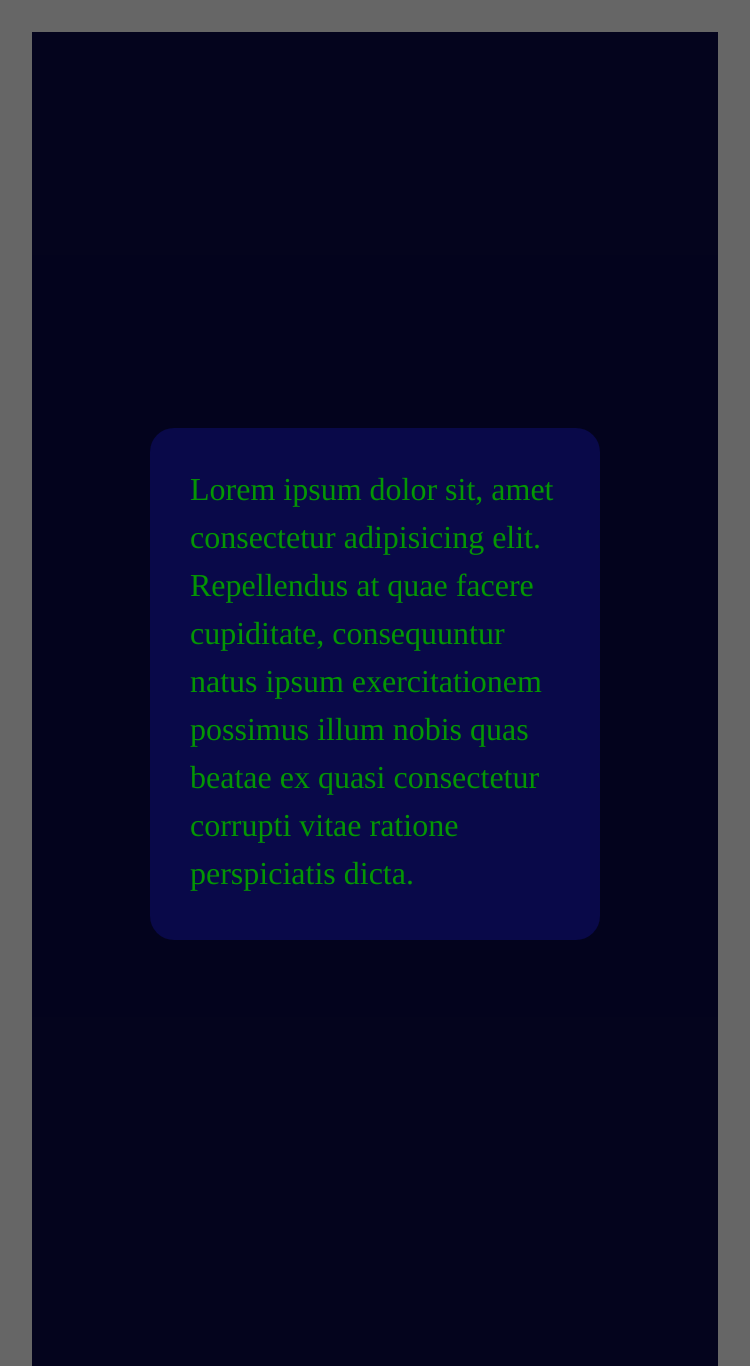 Lorem ipsum dolor sit, amet
consectetur adipisicing elit.
Repellendus at quae facere
cupiditate, consequuntur
natus ipsum exercitationem
possimus illum nobis quas
beatae ex quasi consectetur
corrupti vitae ratione
perspiciatis dicta.